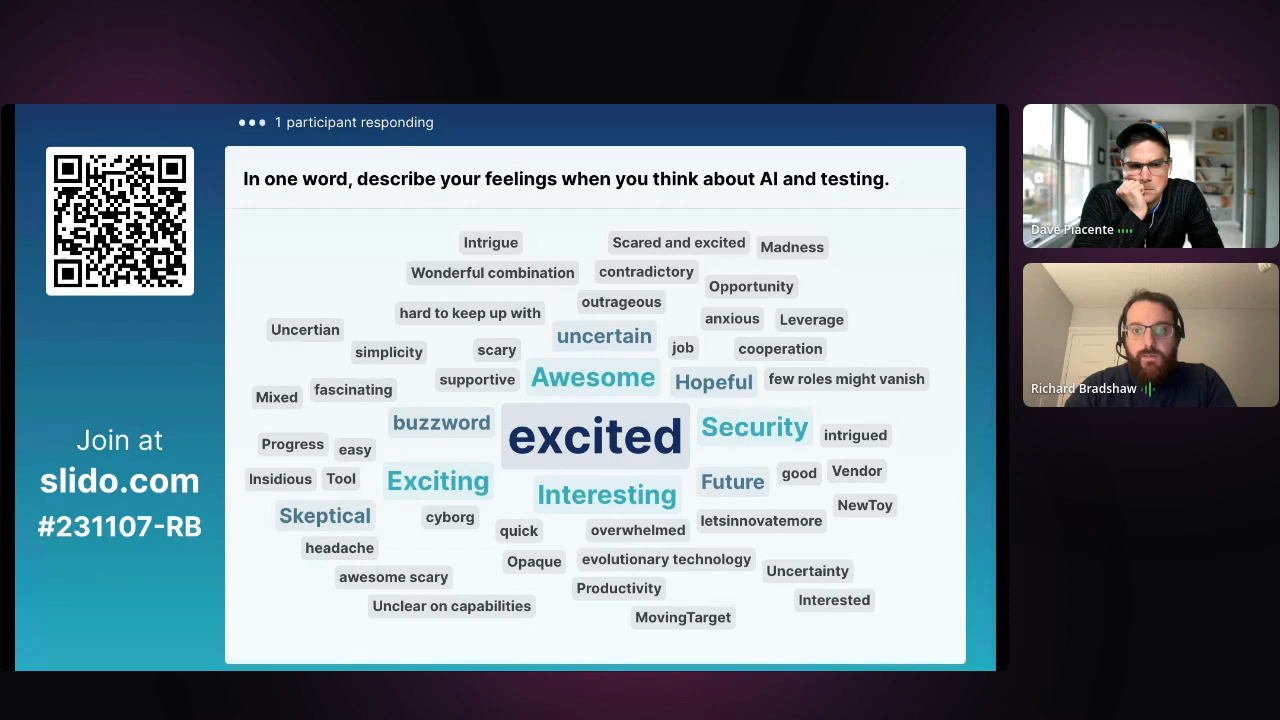 1 participant responding
In one word, describe your feelings when you think about AI and testing.
Intrigue
Scared and excited
Madness
Wonderful combination
contradictory
Opportunity
outrageous
hard to keep up with
anxious
Leverage
Uncertian
uncertain
simplicity
scary
job
cooperation
supportive
Awesome
Hopeful
few roles might vanish
Mixed
fascinating
buzzword
excited
Security
intrigued
Progress
easy
Insidious
Tool
Exciting
Interesting
Future
good
Vendor
NewToy
Skeptical
cyborg
quick
overwhelmed
letsinnovatemore
headache
Opaque
evolutionary technology
Uncertainty
awesome scary
Productivity
Interested
Unclear on capabilities
MovingTarget
Join at
slido.com
#231107-RB
Dave Piacente
Richard Bradshaw